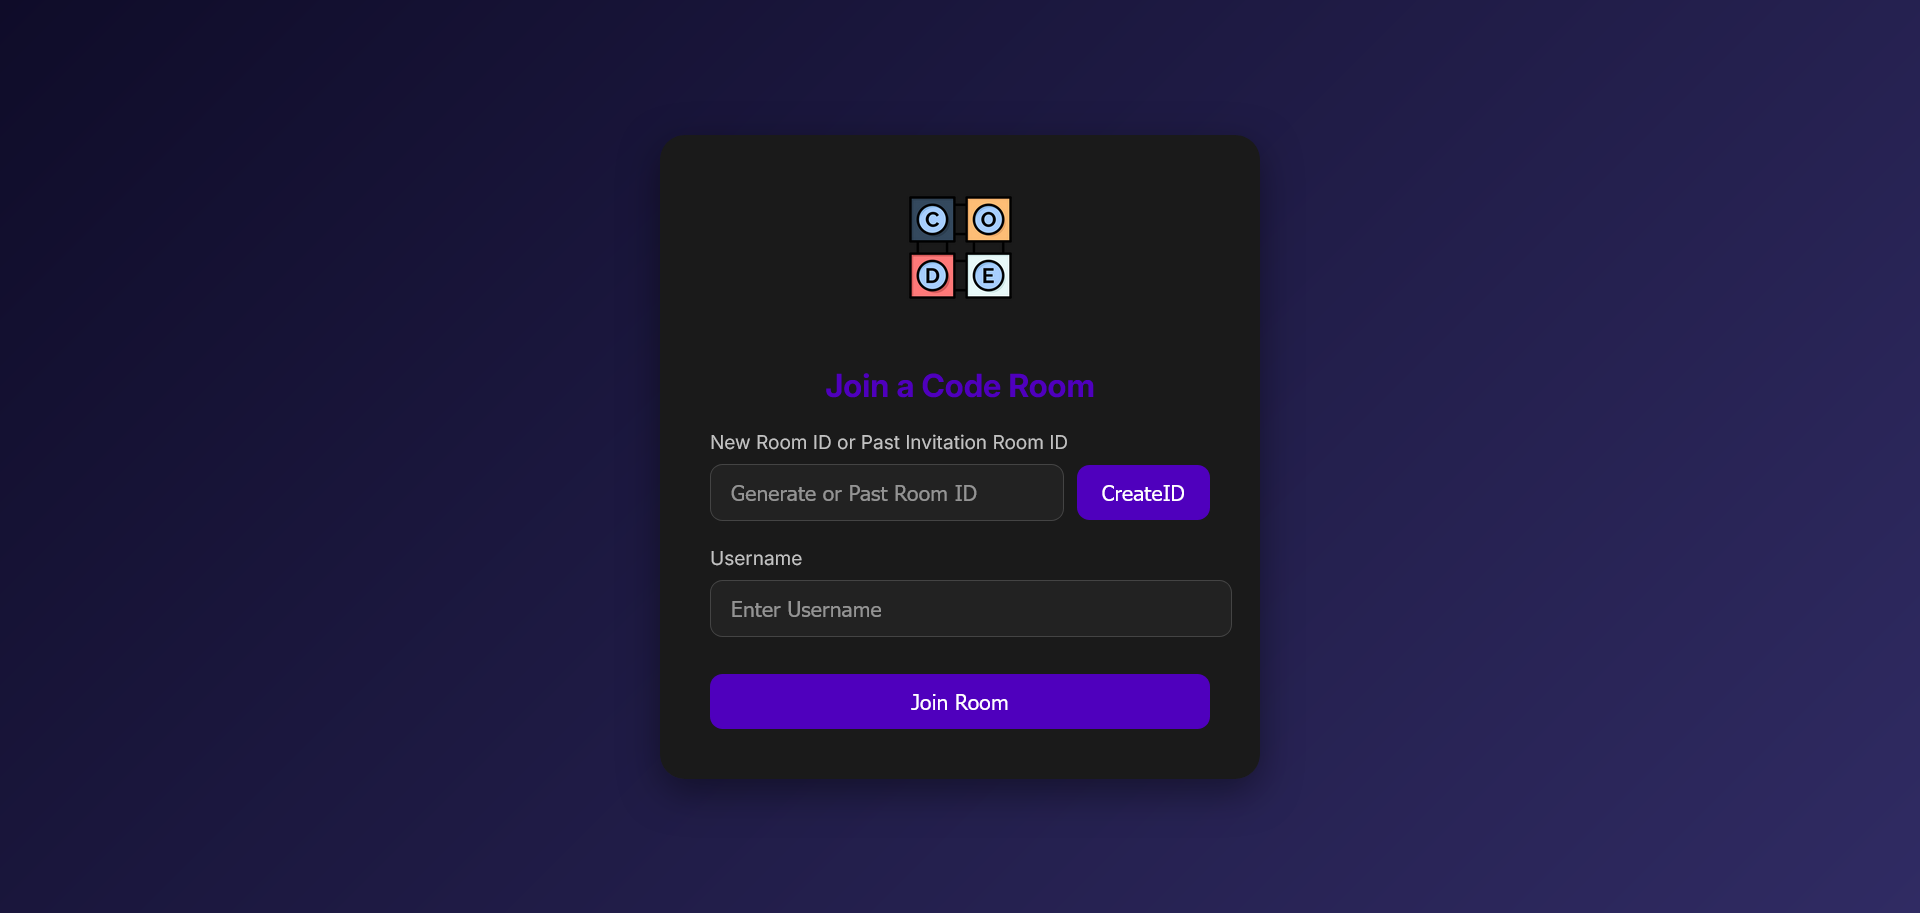 C O
D E
Join a Code Room
New Room ID or Past Invitation Room ID
Generate or Past Room ID
CreateID
Username
Enter Username
Join Room